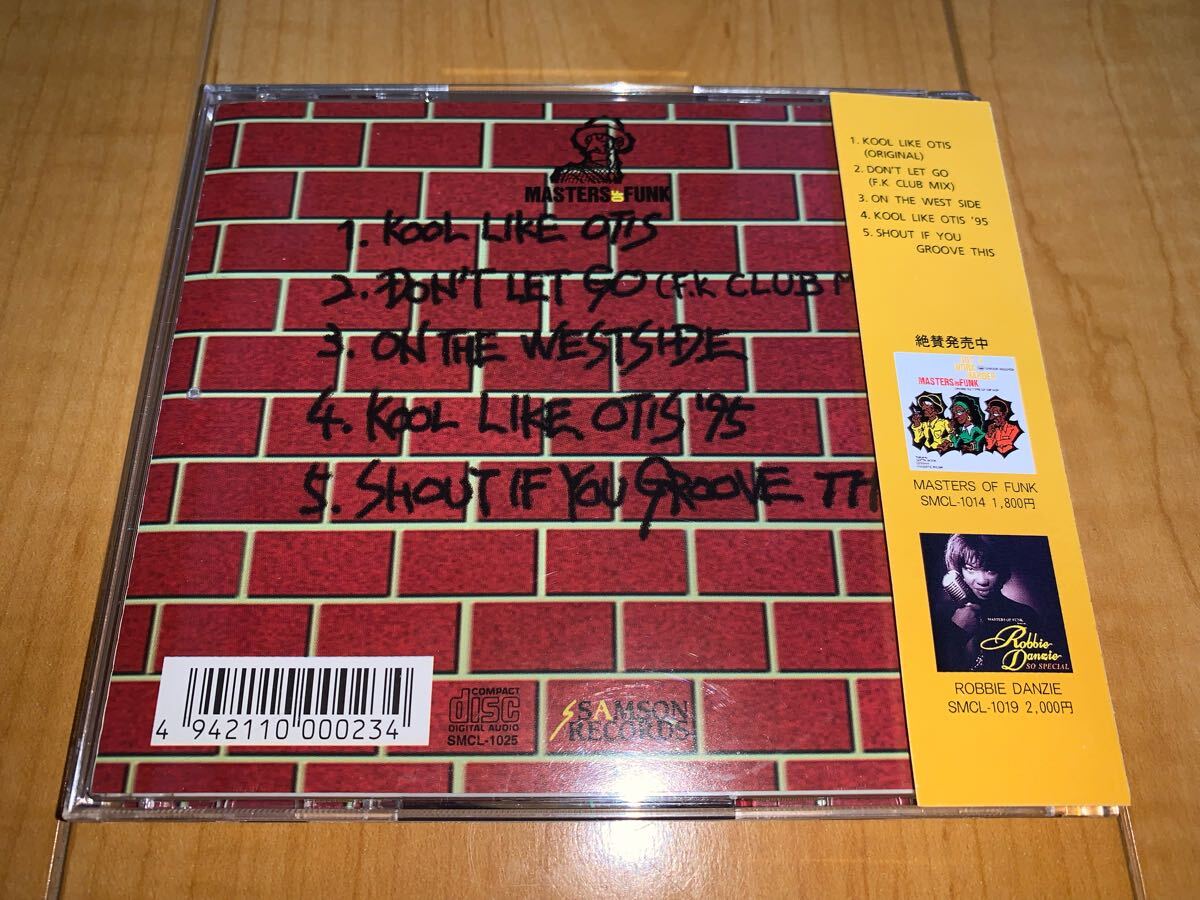 MASTERS OF FUNK
1. KOOL LIKE OTIS
2. DON'T LET GO (F.K CLUB M
3. ON THE WESTSIDE
4. KOOL LIKE OTIS '95
5. SHOUT IF YOU GROOVE TH
4 942110 000234
COMPACT
disc
DIGITAL AUDIO
SMCL-1025
SAMSON
RECORDS
1. KOOL LIKE OTIS
(ORIGINAL)
2. DON'T LET GO
(F.K CLUB MIX)
3. ON THE WEST SIDE
4. KOOL LIKE OTIS '95
5. SHOUT IF YOU
GROOVE THIS
絶賛発売中
MASTERS OF FUNK
MASTERS OF FUNK
SMCL-1014 1,800円
MASTERS OF FUNK
Robbie
Danzie
SO SPECIAL
ROBBIE DANZIE
SMCL-1019 2,000円